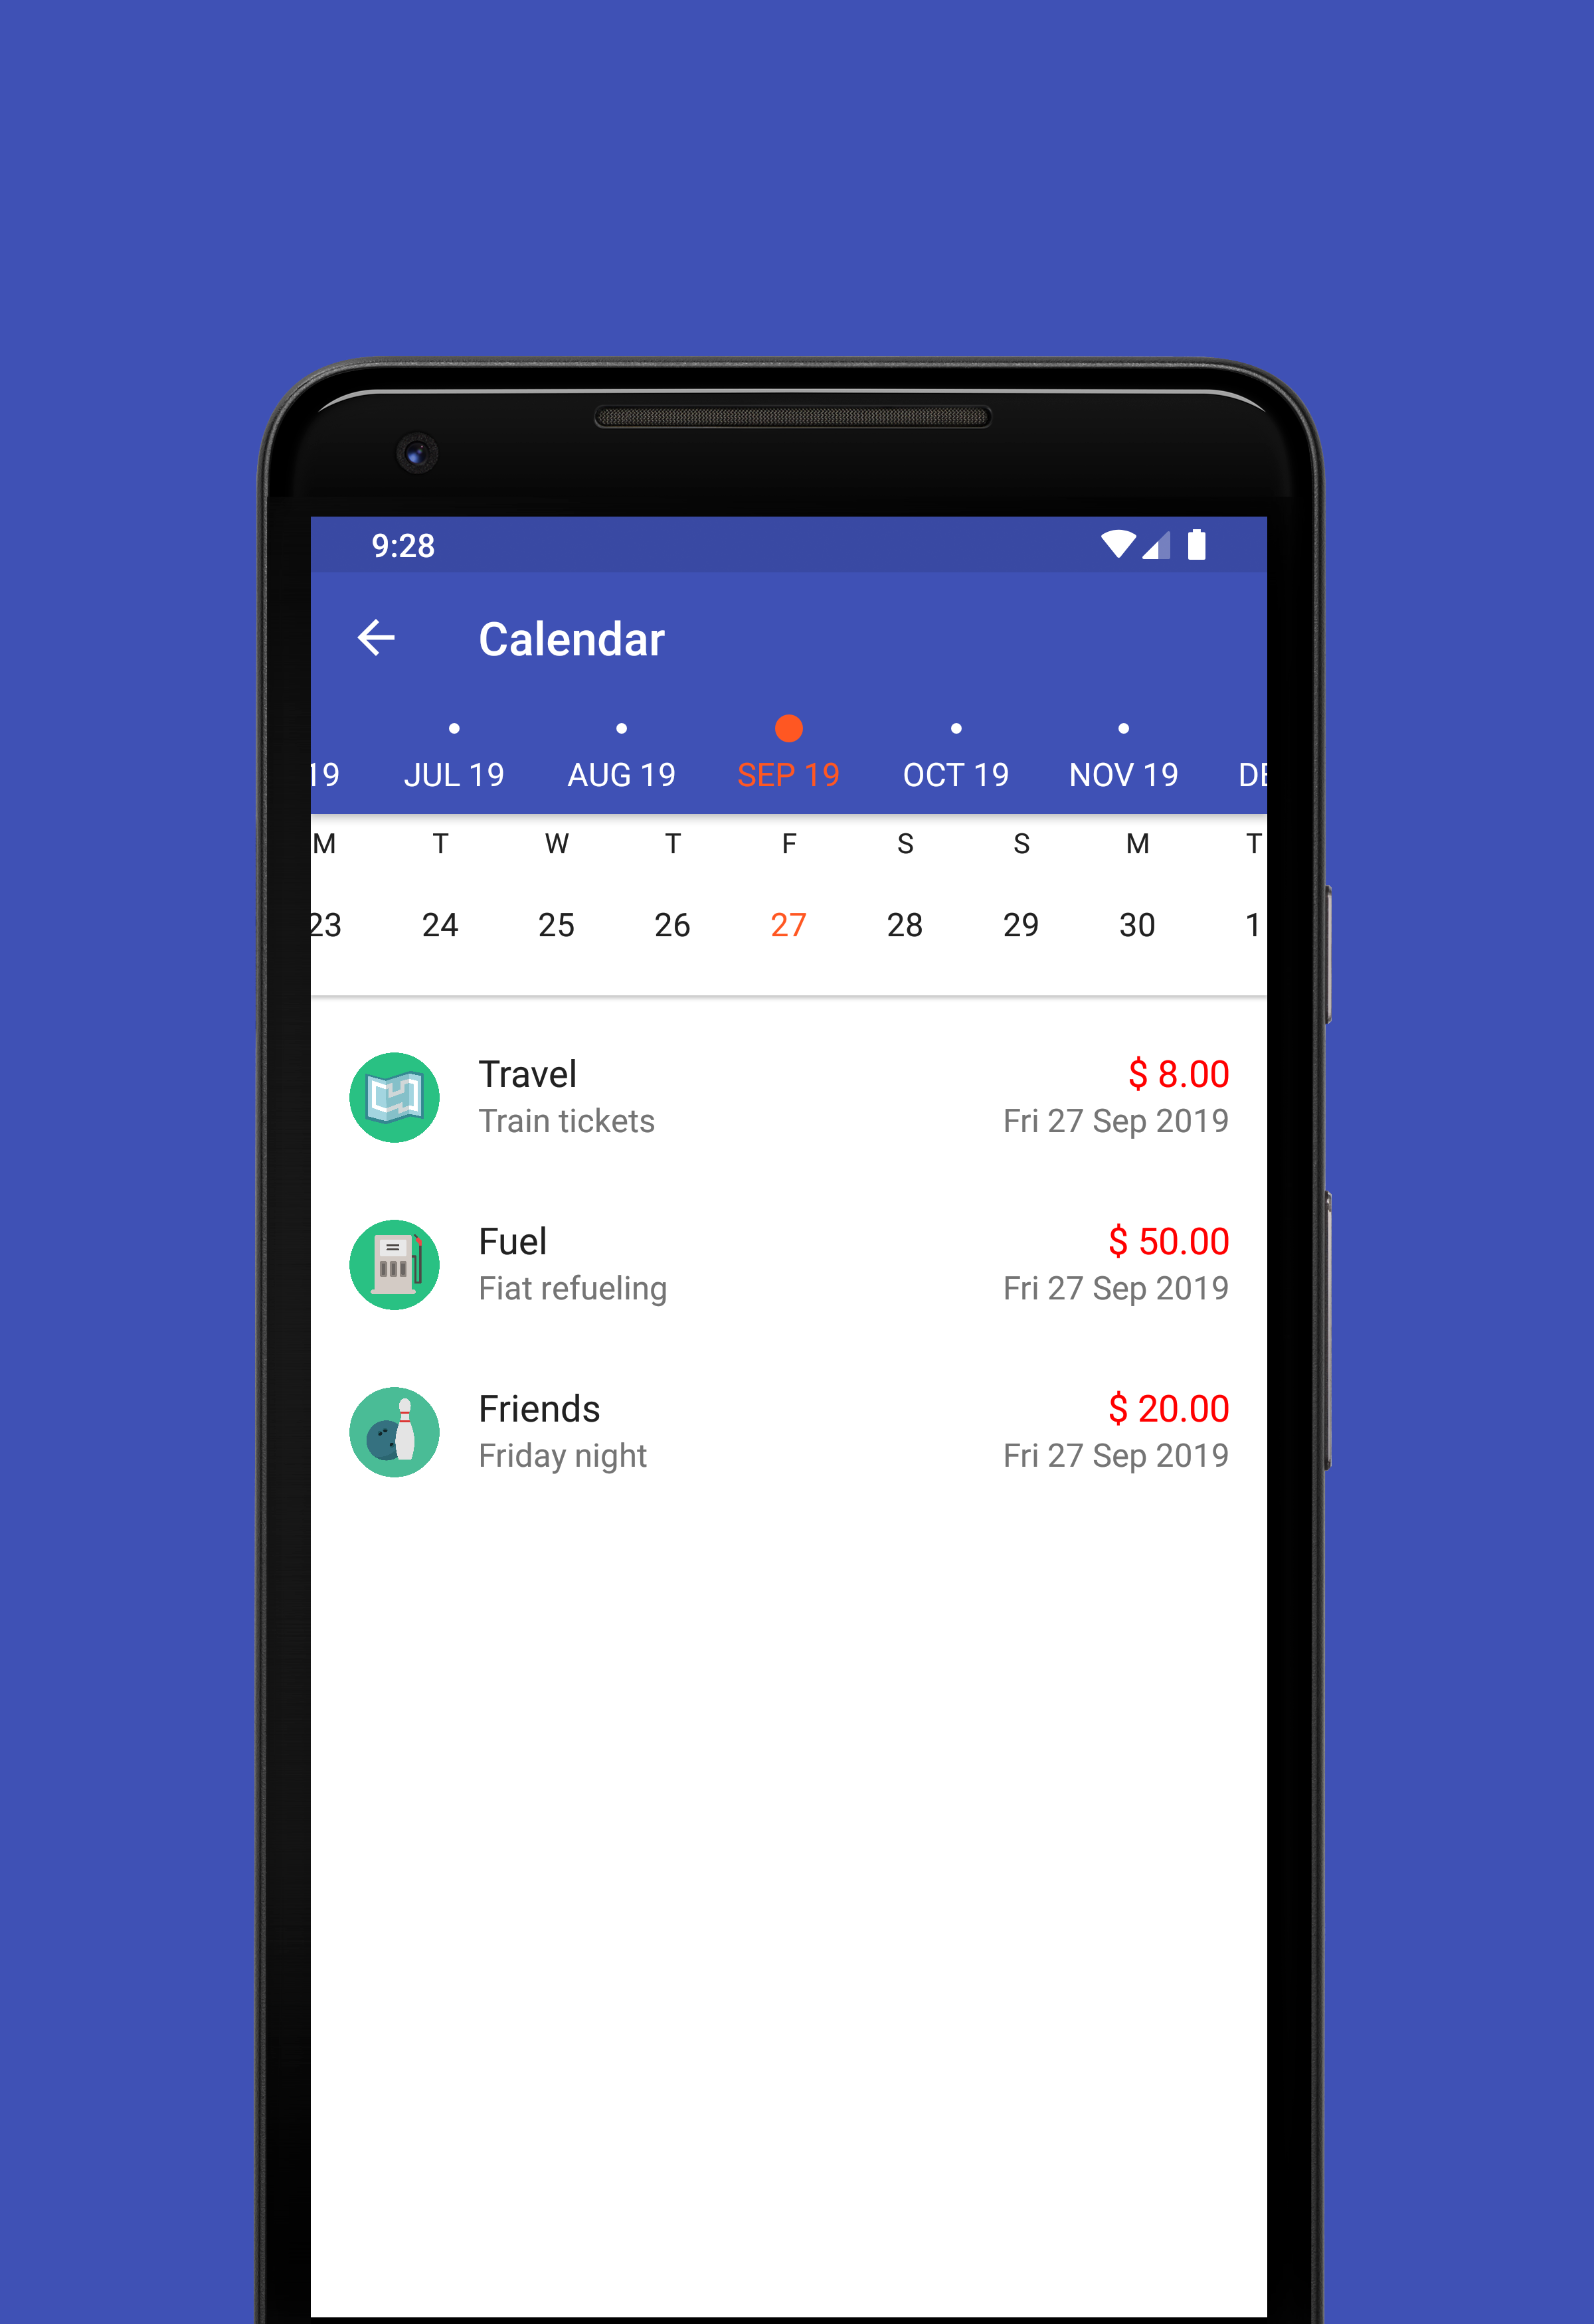 9:28
Calendar
19 JUL 19 AUG 19 SEP 19 OCT 19 NOV 19 DE
M T W T F S S M T
23 24 25 26 27 28 29 30 1
Travel $ 8.00
Train tickets Fri 27 Sep 2019
Fuel $ 50.00
Fiat refueling Fri 27 Sep 2019
Friends $ 20.00
Friday night Fri 27 Sep 2019